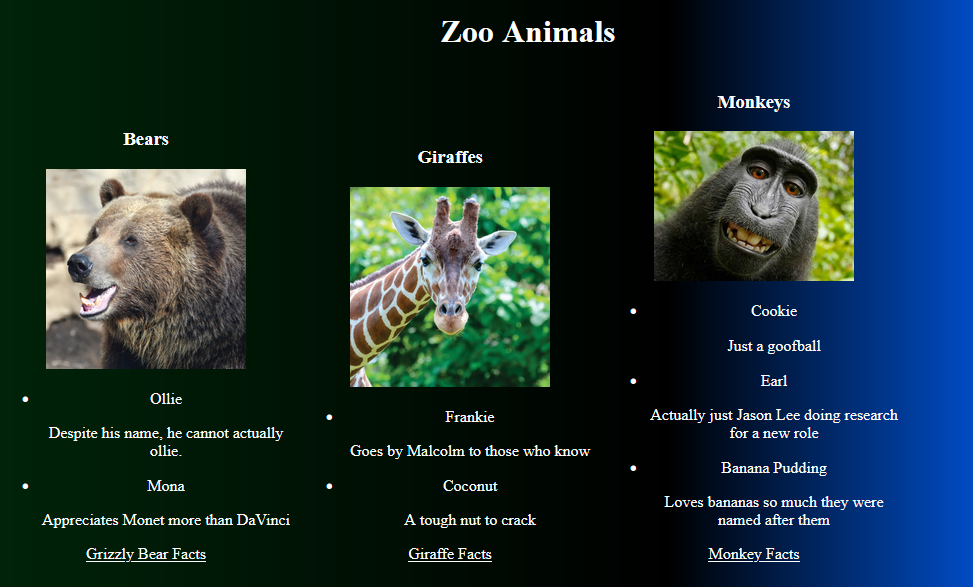 Zoo Animals
Bears
Ollie
Despite his name, he cannot actually
ollie.
Mona
Appreciates Monet more than DaVinci
Grizzly Bear Facts
Giraffes
Frankie
Goes by Malcolm to those who know
Coconut
A tough nut to crack
Giraffe Facts
Monkeys
Cookie
Just a goofball
Earl
Actually just Jason Lee doing research
for a new role
Banana Pudding
Loves bananas so much they were
named after them
Monkey Facts